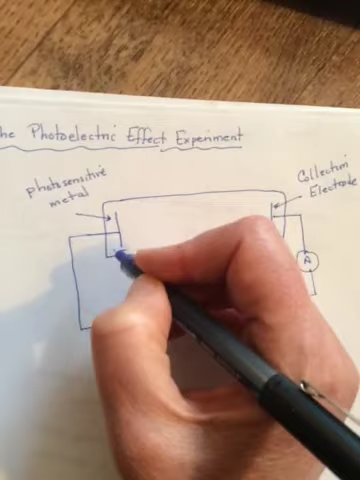 he Photoelectric Effect Experiment
photosensitive
metal
Collection
Electrode
A